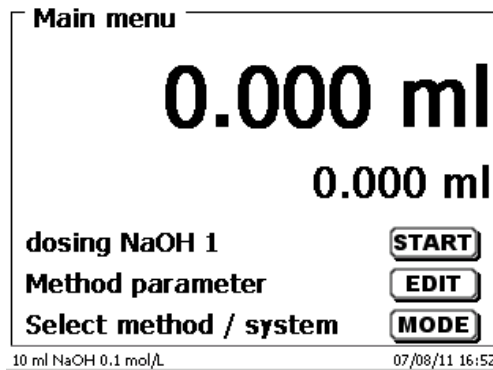 Main menu
0.000 ml
0.000 ml
dosing NaOH 1 START
Method parameter EDIT
Select method / system MODE
10 ml NaOH 0.1 mol/L 07/08/11 16:52